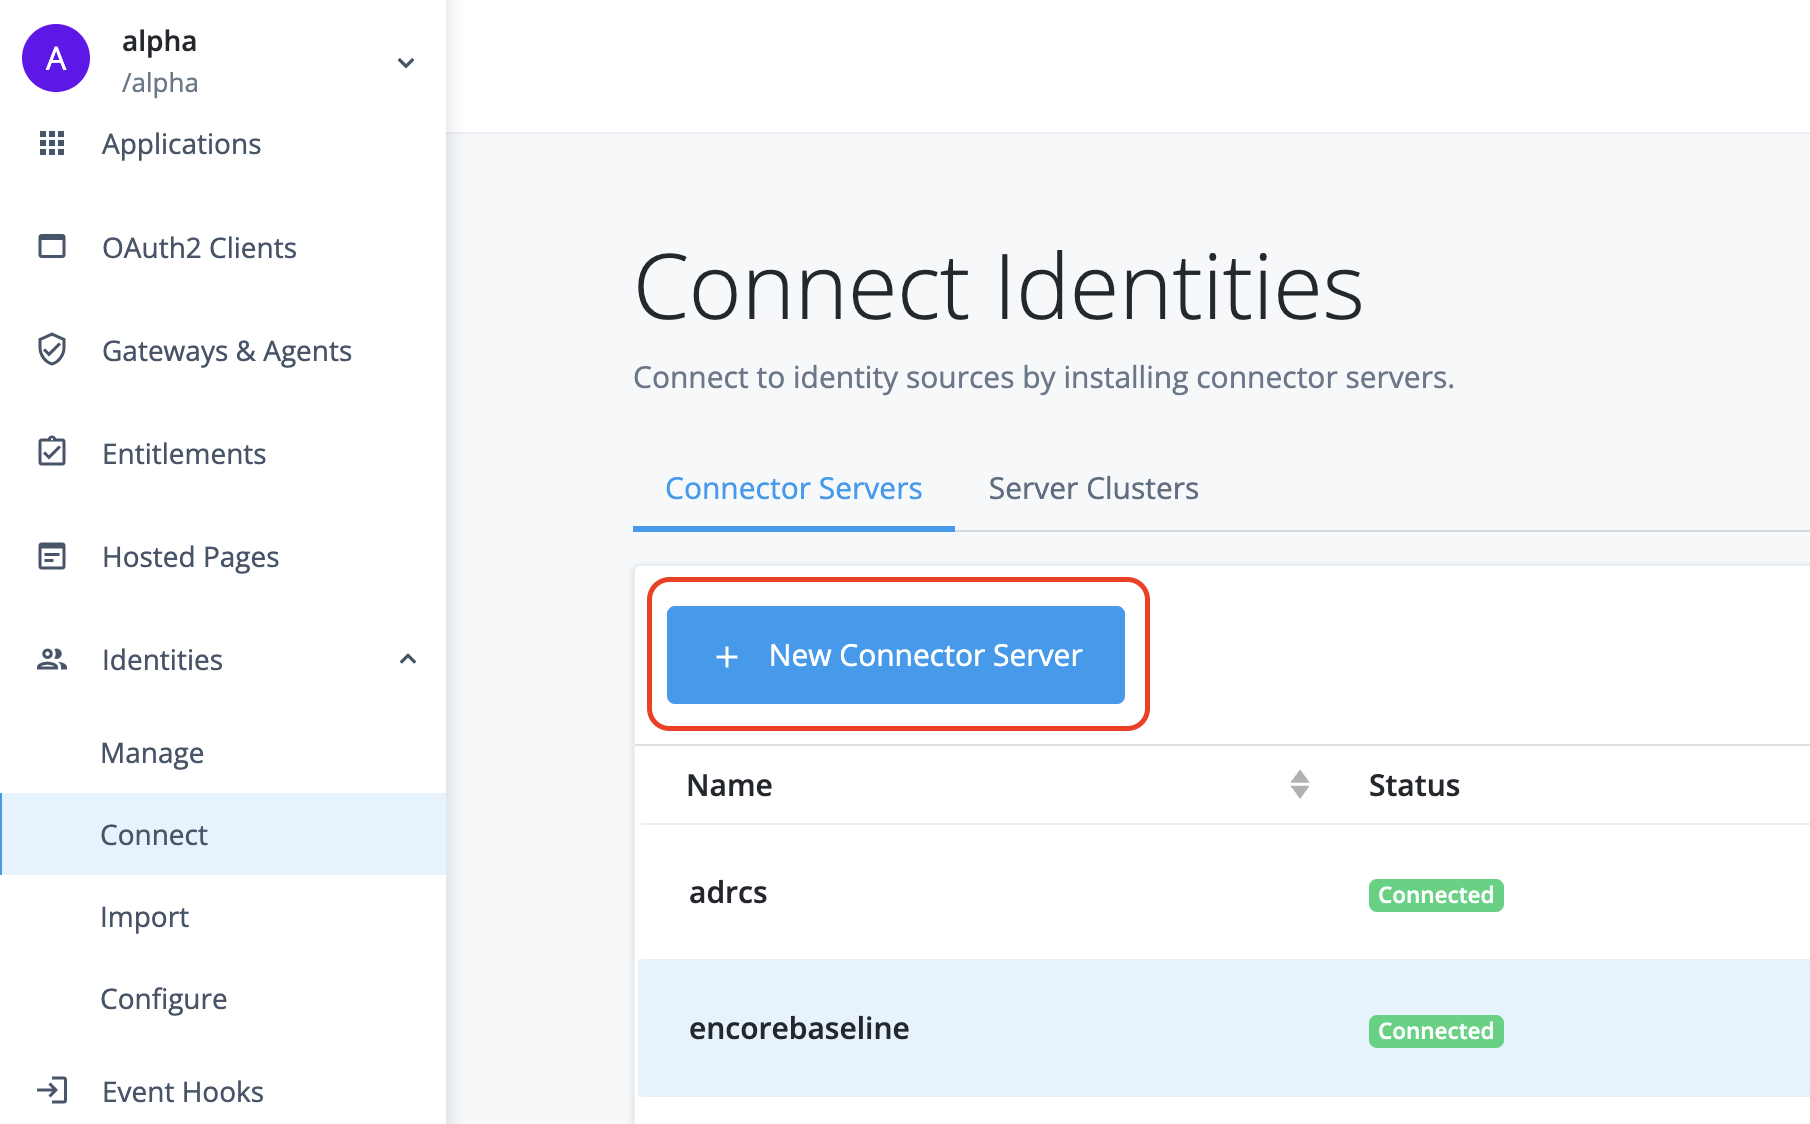 A
alpha
/alpha
Applications
OAuth2 Clients
Gateways & Agents
Entitlements
Hosted Pages
Identities
Manage
Connect
Import
Configure
Event Hooks
Connect Identities
Connect to identity sources by installing connector servers.
Connector Servers Server Clusters
+ New Connector Server
Name Status
adrcs Connected
encorebaseline Connected